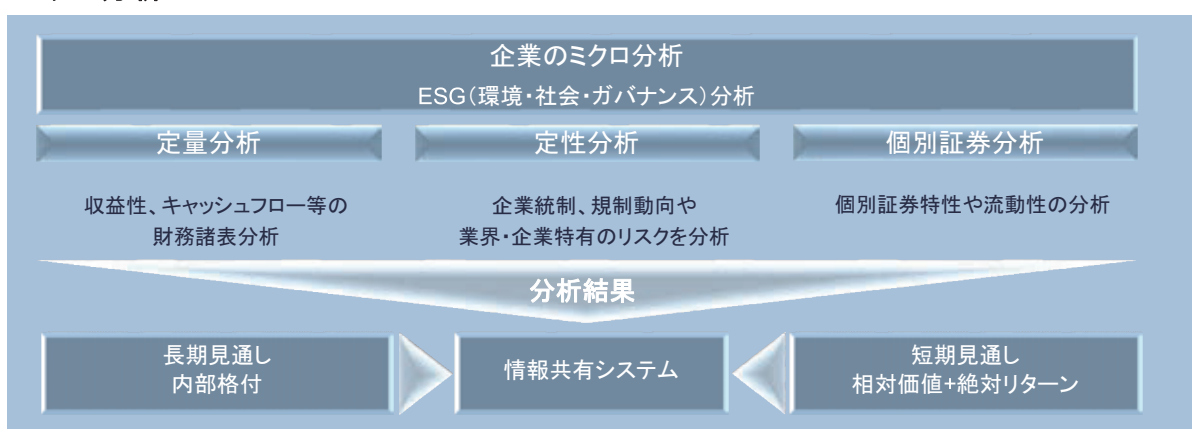 企業のミクロ分析
ESG(環境・社会・ガバナンス)分析
定量分析
定性分析
個別証券分析
収益性、キャッシュフロー等の
財務諸表分析
企業統制、規制動向や
業界・企業特有のリスクを分析
個別証券特性や流動性の分析
分析結果
長期見通し
内部格付
情報共有システム
短期見通し
相対価値+絶対リターン